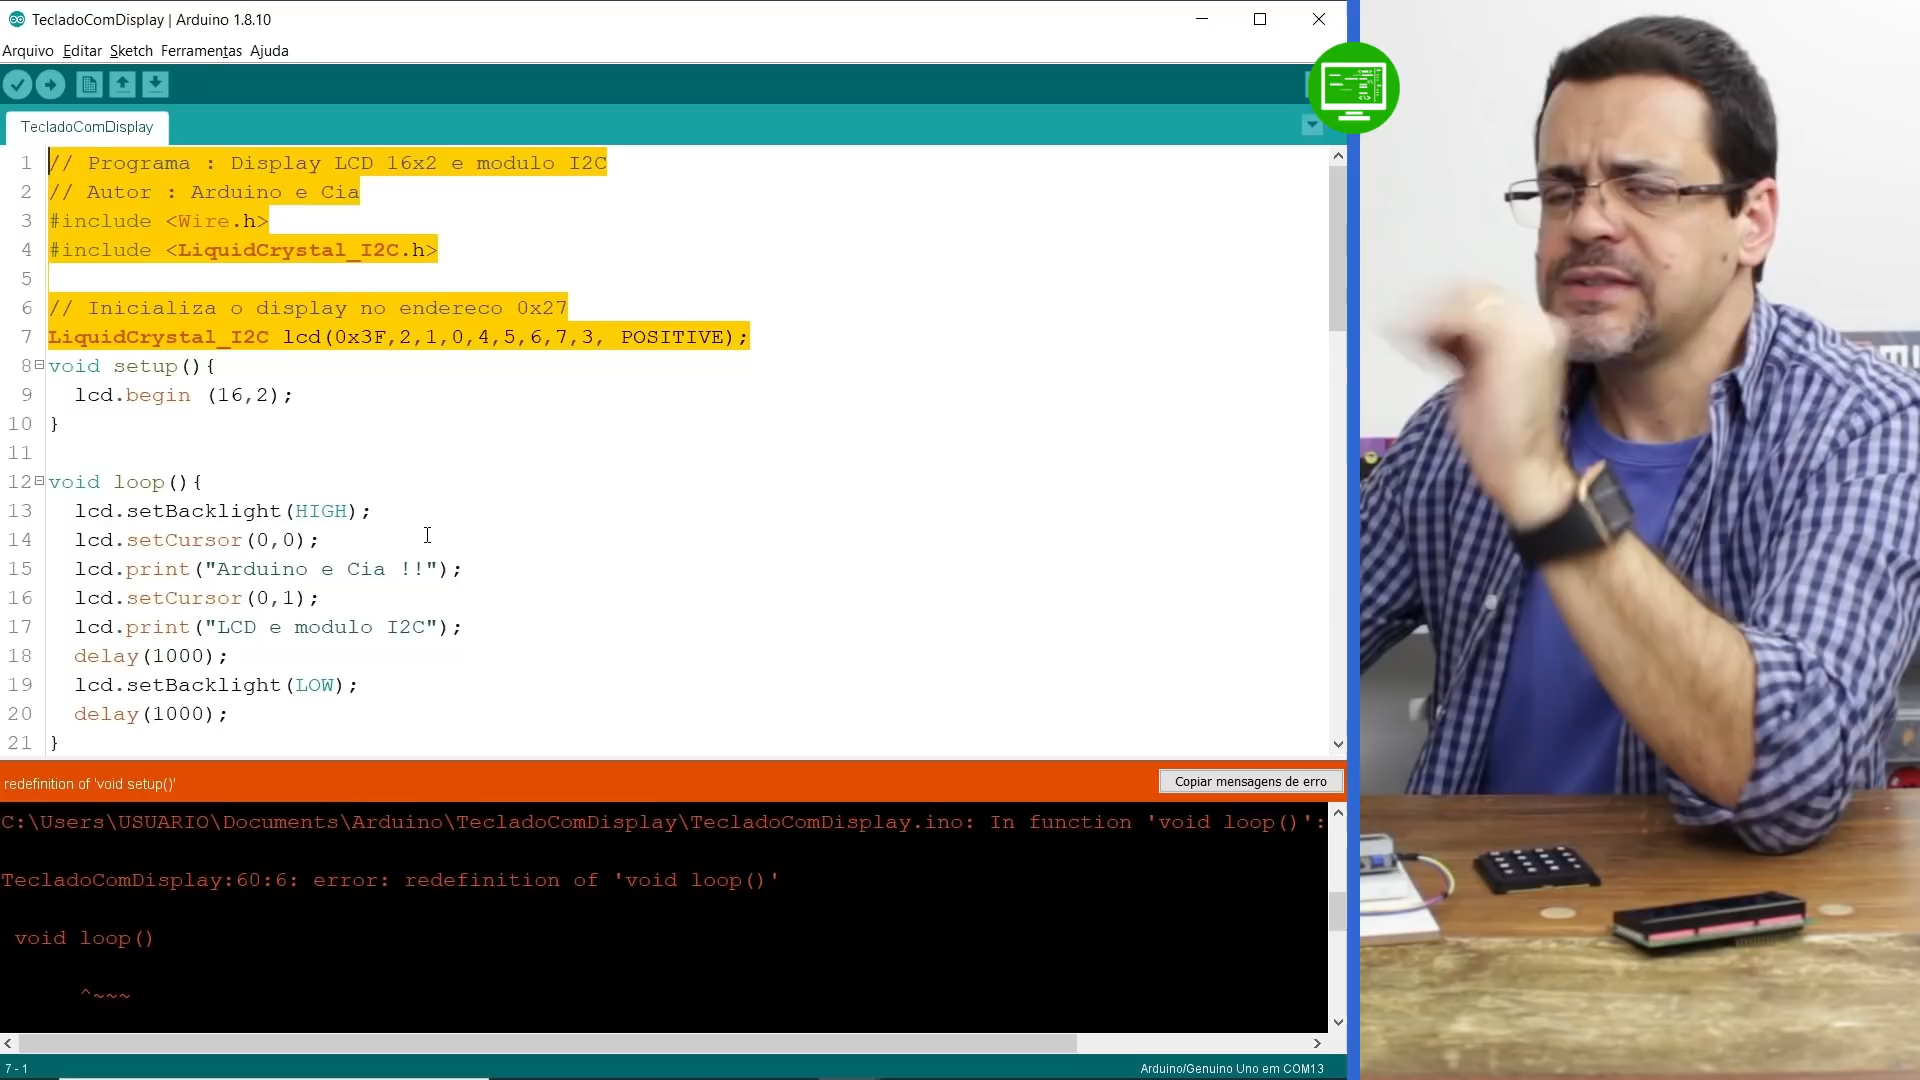 TecladoComDisplay | Arduino 1.8.10
Arquivo Editar Sketch Ferramentas Ajuda
TecladoComDisplay
1 // Programa : Display LCD 16x2 e modulo I2C
2 // Autor : Arduino e Cia
3 #include <Wire.h>
4 #include <LiquidCrystal_I2C.h>
5
6 // Inicializa o display no endereco 0x27
7 LiquidCrystal_I2C lcd(0x3F,2,1,0,4,5,6,7,3, POSITIVE);
8 void setup(){
9 lcd.begin (16,2);
10 }
11
12 void loop(){
13 lcd.setBacklight(HIGH);
14 lcd.setCursor(0,0);
15 lcd.print("Arduino e Cia !!");
16 lcd.setCursor(0,1);
17 lcd.print("LCD e modulo I2C");
18 delay(1000);
19 lcd.setBacklight(LOW);
20 delay(1000);
21 }
redefinition of 'void setup()'
Copiar mensagens de erro
C:\Users\USUARIO\Documents\Arduino\TecladoComDisplay\TecladoComDisplay.ino: In function 'void loop()':
TecladoComDisplay:60:6: error: redefinition of 'void loop()'
void loop()
^~~~
7 - 1
Arduino/Genuino Uno em COM13